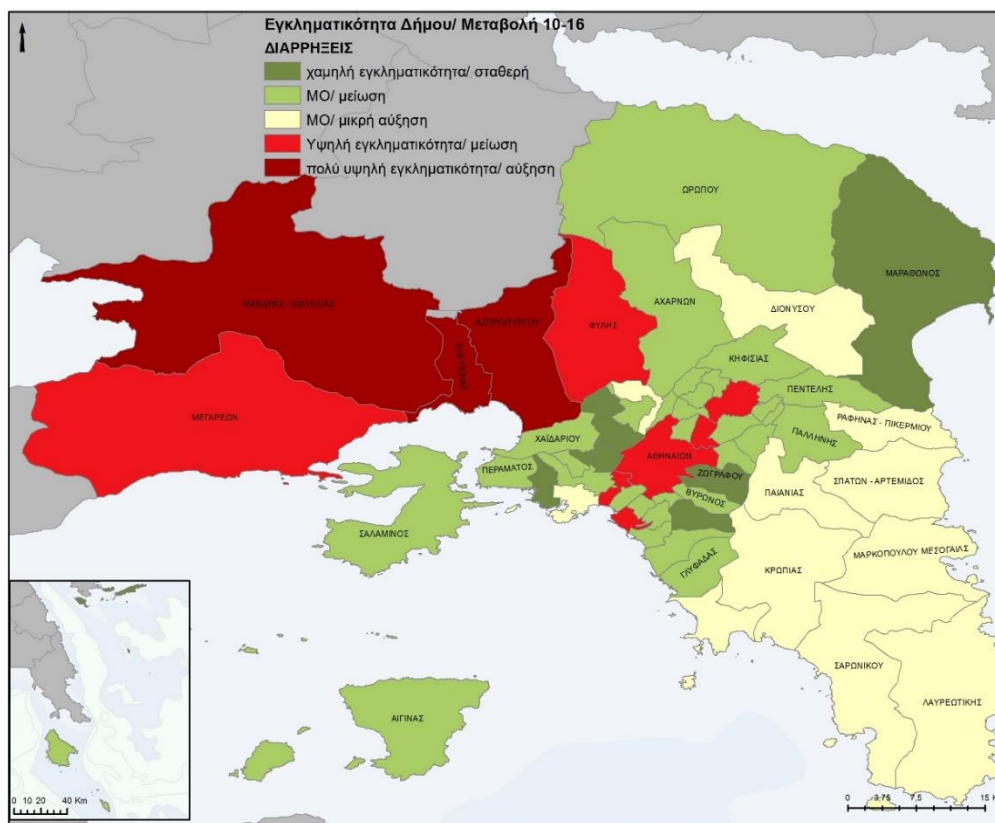 Εγκληματικότητα Δήμου/ Μεταβολή 10-16
ΔΙΑΡΡΗΞΕΙΣ
χαμηλή εγκληματικότητα/ σταθερή
ΜΟ/ μείωση
ΜΟ/ μικρή αύξηση
Υψηλή εγκληματικότητα/ μείωση
πολύ υψηλή εγκληματικότητα/ αύξηση
ΩΡΩΠΟΥ
ΜΑΡΑΘΩΝΟΣ
ΜΑΝΔΡΑΣ - ΕΙΔΥΛΛΙΑΣ
ΑΣΠΡΟΠΥΡΓΟΥ
ΕΛΕΥΣΙΝΑΣ
ΦΥΛΗΣ
ΑΧΑΡΝΩΝ
ΔΙΟΝΥΣΟΥ
ΚΗΦΙΣΙΑΣ
ΠΕΝΤΕΛΗΣ
ΜΕΓΑΡΕΩΝ
ΡΑΦΗΝΑΣ - ΠΙΚΕΡΜΙΟΥ
ΠΑΛΛΗΝΗΣ
ΧΑΪΔΑΡΙΟΥ
ΑΘΗΝΑΙΩΝ
ΠΕΡΑΜΑΤΟΣ
ΖΩΓΡΑΦΟΥ
ΣΠΑΤΩΝ - ΑΡΤΕΜΙΔΟΣ
ΠΑΙΑΝΙΑΣ
ΒΥΡΩΝΟΣ
ΣΑΛΑΜΙΝΟΣ
ΜΑΡΚΟΠΟΥΛΟΥ ΜΕΣΟΓΑΙΑΣ
ΓΛΥΦΑΔΑΣ
ΚΡΩΠΙΑΣ
ΣΑΡΩΝΙΚΟΥ
ΛΑΥΡΕΩΤΙΚΗΣ
ΑΙΓΙΝΑΣ
0 10 20 40 Km
0 3,75 7,5 15